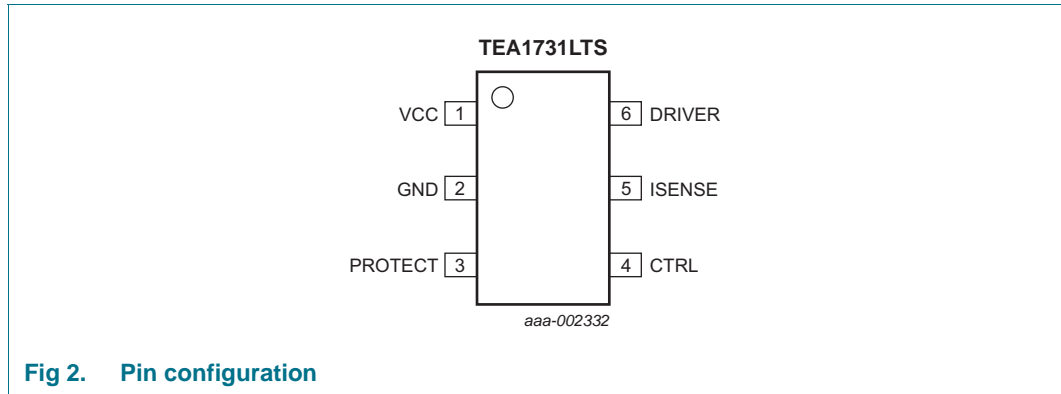 TEA1731LTS
VCC 1
6 DRIVER
GND 2
5 ISENSE
PROTECT 3
4 CTRL
aaa-002332
Fig 2. Pin configuration